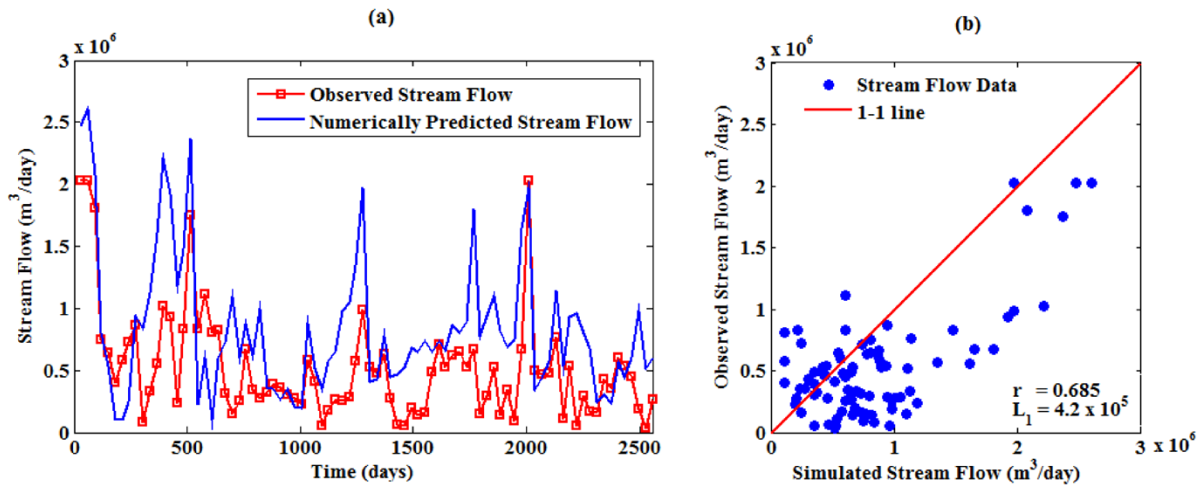 (a)
x 10^6
3
2.5
2
1.5
1
0.5
0
Stream Flow (m^3/day)
Observed Stream Flow
Numerically Predicted Stream Flow
0 500 1000 1500 2000 2500
Time (days)
(b)
x 10^6
3
2.5
2
1.5
1
0.5
0
Observed Stream Flow (m^3/day)
Stream Flow Data
1-1 line
r = 0.685
L_1 = 4.2 x 10^5
0 1 2 3
x 10^6
Simulated Stream Flow (m^3/day)